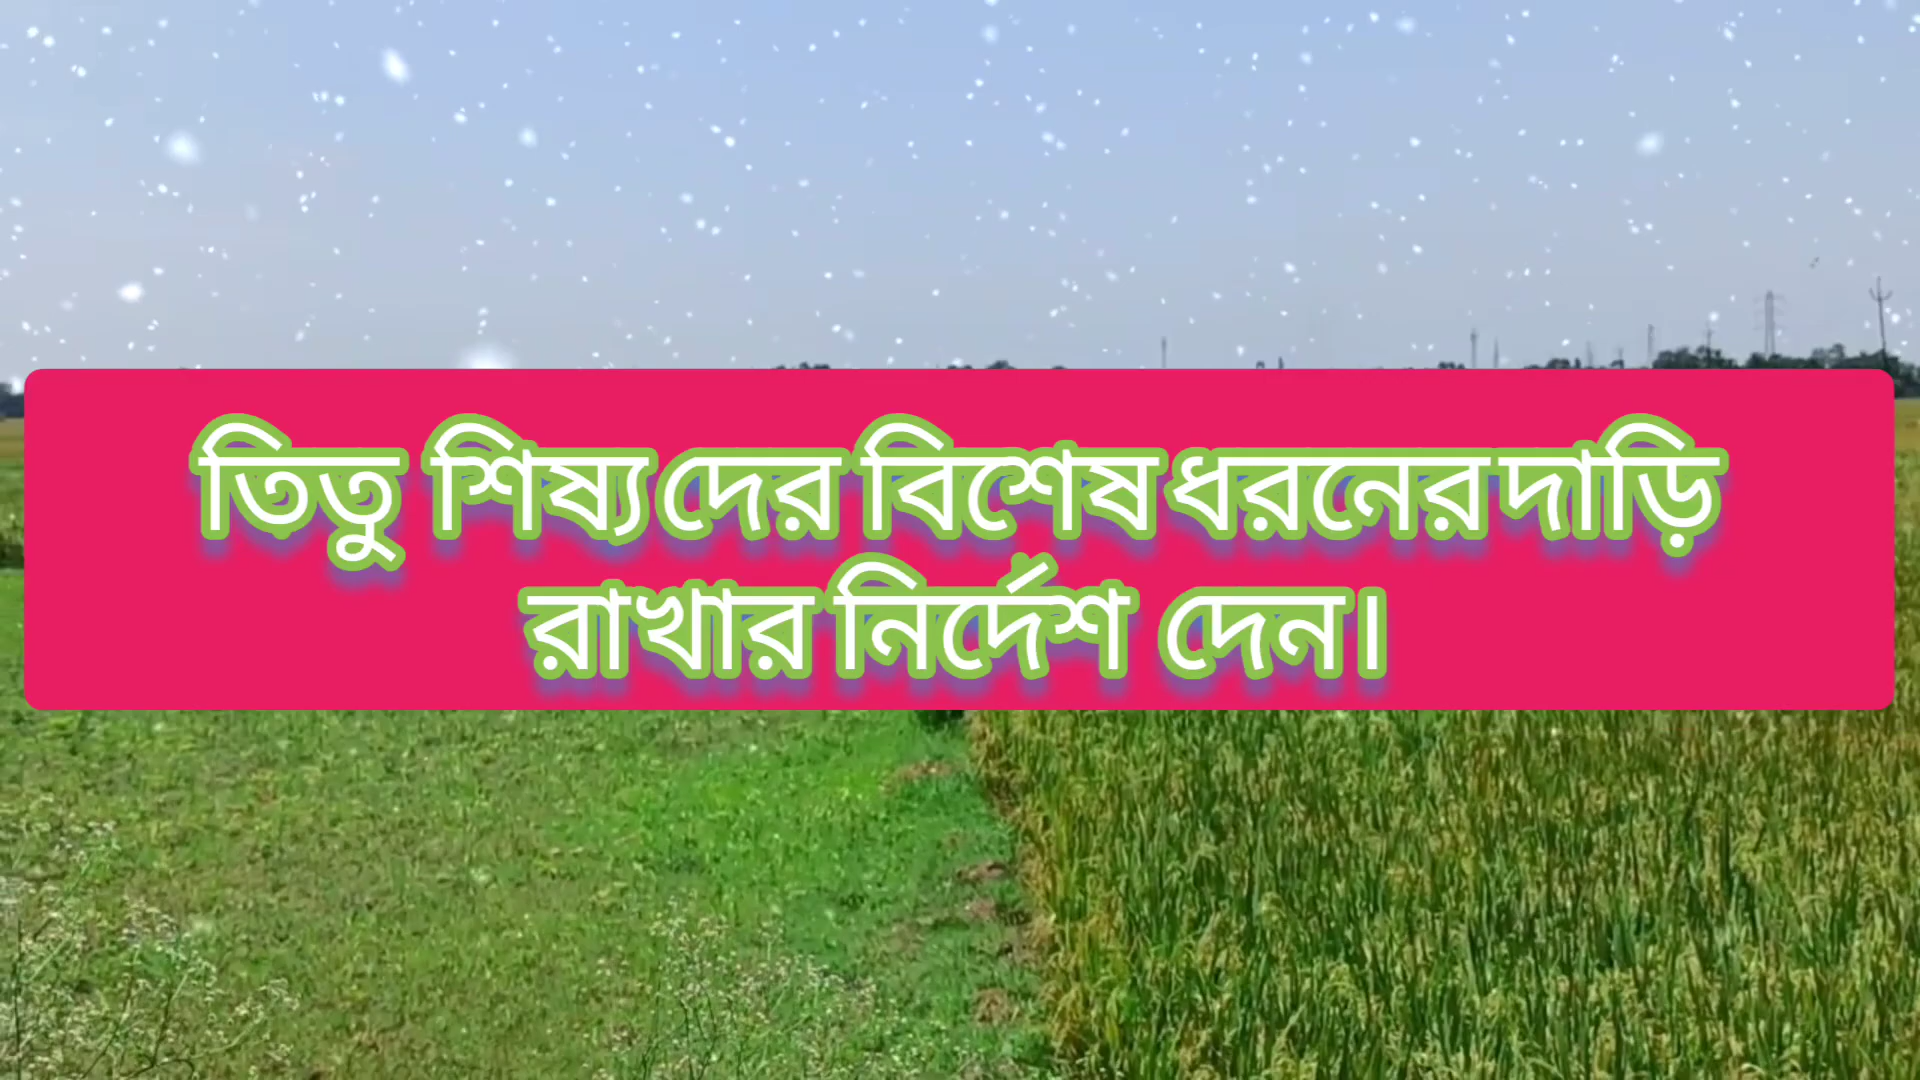 তিতু শিষ্যদের বিশেষ ধরনের দাড়ি
রাখার নির্দেশ দেন।